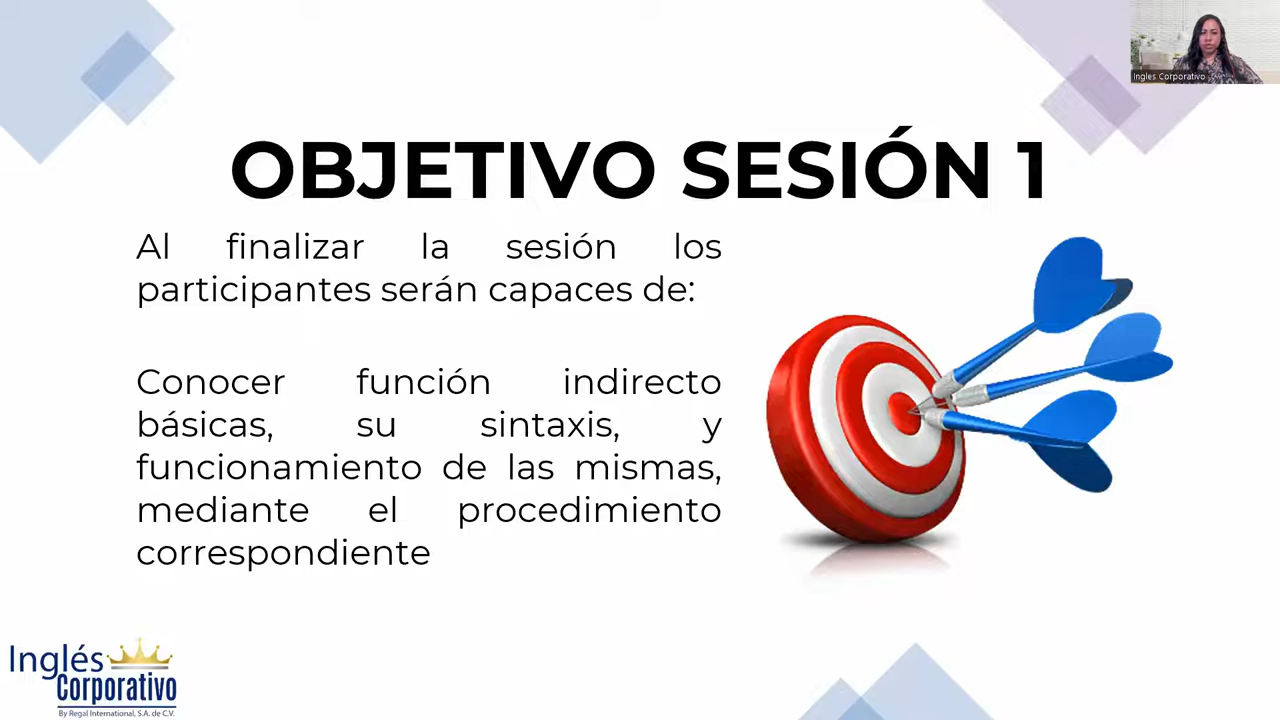 Ingles Corporativo
OBJETIVO SESIÓN 1
Al finalizar la sesión los
participantes serán capaces de:
Conocer función indirecto
básicas, su sintaxis, y
funcionamiento de las mismas,
mediante el procedimiento
correspondiente
Inglés
Corporativo
By Regal International, S.A. de C.V.